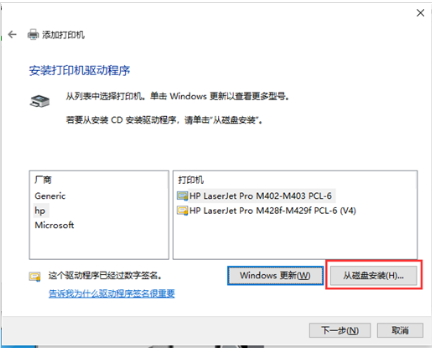 添加打印机
安装打印机驱动程序
从列表中选择打印机。单击 Windows 更新以查看更多型号。
若要从安装 CD 安装驱动程序，请单击“从磁盘安装”。
厂商
Generic
hp
Microsoft
打印机
HP LaserJet Pro M402-M403 PCL-6
HP LaserJet Pro M428f-M429f PCL-6 (V4)
这个驱动程序已经过数字签名。
告诉我为什么驱动程序签名很重要
Windows 更新(W)
从磁盘安装(H)...
下一步(N)
取消